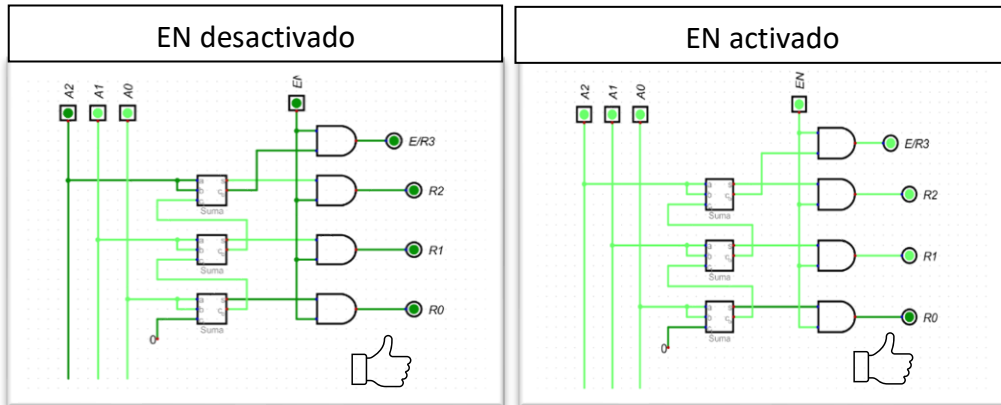 EN desactivado
A2 A1 A0 EN
E/R3
a s
b c
c
Suma
R2
a s
b c
c
Suma
R1
a s
b c
c
Suma
R0
0
EN activado
A2 A1 A0 EN
E/R3
a s
b c
c
Suma
R2
a s
b c
c
Suma
R1
a s
b c
c
Suma
R0
0